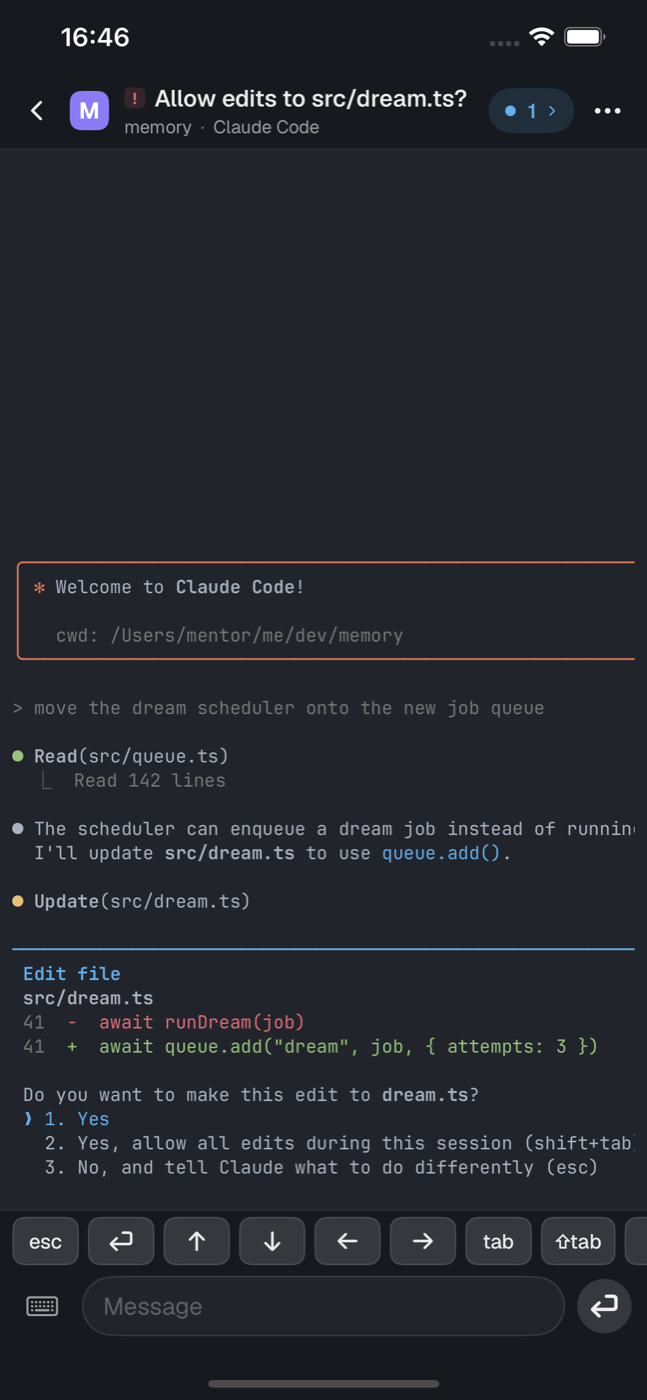 16:46
M
! Allow edits to src/dream.ts?
memory · Claude Code
1 ›
✻ Welcome to Claude Code!
cwd: /Users/mentor/me/dev/memory
> move the dream scheduler onto the new job queue
Read(src/queue.ts)
Read 142 lines
The scheduler can enqueue a dream job instead of
I'll update src/dream.ts to use queue.add().
Update(src/dream.ts)
Edit file
src/dream.ts
41 - await runDream(job)
41 + await queue.add("dream", job, { attempts: 3 })
Do you want to make this edit to dream.ts?
❯ 1. Yes
2. Yes, allow all edits during this session (shift+tab
3. No, and tell Claude what to do differently (esc)
esc ↑ ↓ ← → tab ⇧tab
Message